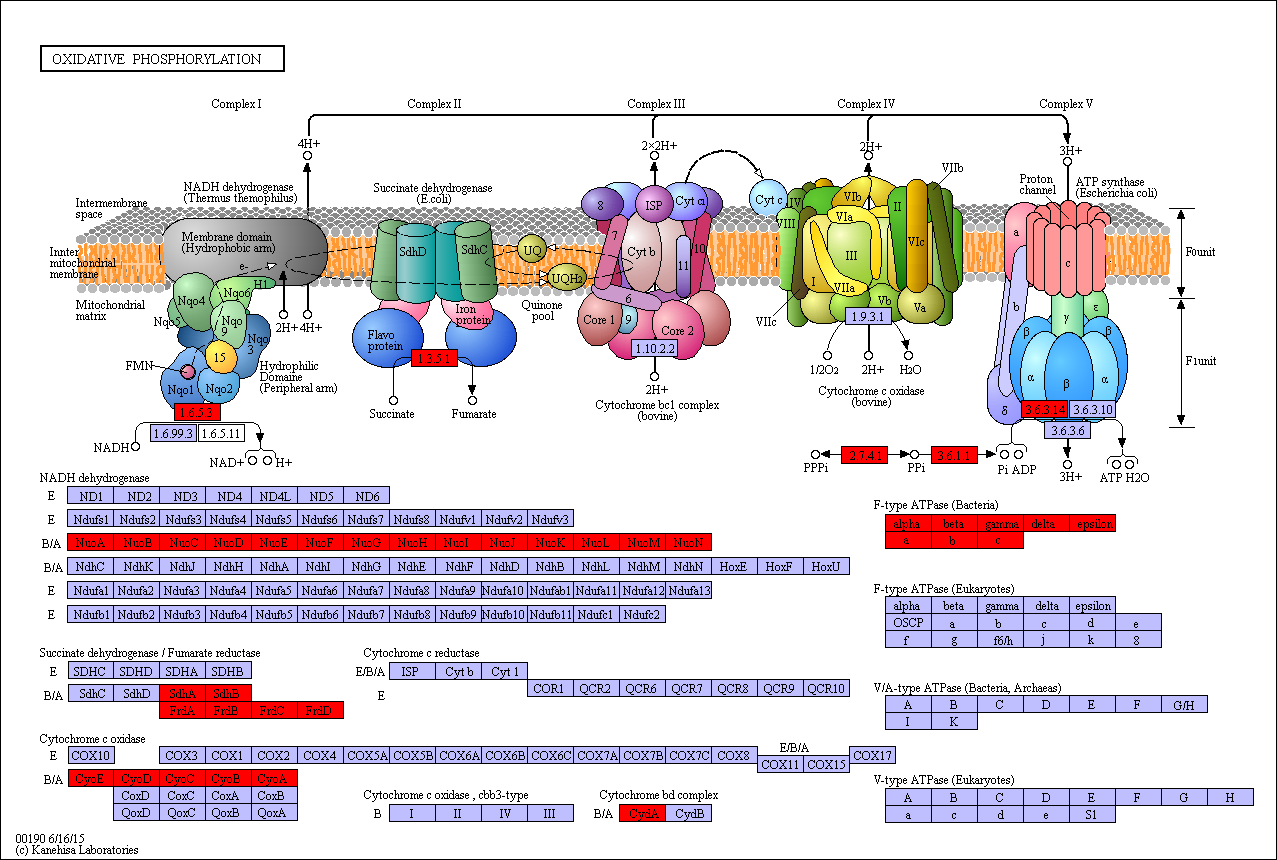 OXIDATIVE PHOSPHORYLATION
Complex I Complex II Complex III Complex IV Complex V
4H+ 2×2H+ 2H+ 3H+
NADH dehydrogenase
(Thermus themophilus)
Succinate dehydrogenase
(E.coli)
Intermembrane
space
Innter
mitochondrial
membrane
Mitochondrial
matrix
Membrane domain
(Hydrophobic arm)
e-
H1
Nqo4
Nqo6
Nqo5
Nqo
9
Nqo
3
15
FMN
Nqo1
Nqo2
2H+ 4H+
Hydrophilic
Domaine
(Peripheral arm)
1.6.5.3
1.6.99.3 1.6.5.11
NADH
NAD+ H+
SdhD SdhC
Flavo
protein
Iron
protein
1.3.5.1
Succinate Fumarate
UQ
UQH2
Quinone
pool
8 ISP Cyt c1
7 Cyt b 11 10
6
Core 1 9 Core 2
1.10.2.2
2H+
Cytochrome bc1 complex
(bovine)
Cyt c
VIIb
IV VIb II
VIII VIa VIc
III
I VIIa
VIIc Vb Va
1.9.3.1
1/2O2 2H+ H2O
Cytochrome c oxidase
(bovine)
Proton
channel
ATP synthase
(Escherichia coli)
a c
b
γ ε
β β
α β α
δ
F0unit
F1unit
3.6.3.14 3.6.3.10
3.6.3.6
PPPi 2.7.4.1 PPi 3.6.1.1 Pi ADP
3H+
ATP H2O
NADH dehydrogenase
E ND1 ND2 ND3 ND4 ND4L ND5 ND6
E Ndufs1 Ndufs2 Ndufs3 Ndufs4 Ndufs5 Ndufs6 Ndufs7 Ndufs8 Ndufv1 Ndufv2 Ndufv3
B/A NuoA NuoB NuoC NuoD NuoE NuoF NuoG NuoH NuoI NuoJ NuoK NuoL NuoM NuoN
B/A NdhC NdhK NdhJ NdhH NdhA NdhI NdhG NdhE NdhF NdhD NdhB NdhL NdhM NdhN HoxE HoxF HoxU
E Ndufa1 Ndufa2 Ndufa3 Ndufa4 Ndufa5 Ndufa6 Ndufa7 Ndufa8 Ndufa9 Ndufa10 Ndufab1 Ndufa11 Ndufa12 Ndufa13
E Ndufb1 Ndufb2 Ndufb3 Ndufb4 Ndufb5 Ndufb6 Ndufb7 Ndufb8 Ndufb9 Ndufb10 Ndufb11 Ndufc1 Ndufc2
Succinate dehydrogenase / Fumarate reductase
E SDHC SDHD SDHA SDHB
B/A SdhC SdhD SdhA SdhB
FrdA FrdB FrdC FrdD
Cytochrome c reductase
E/B/A ISP Cyt b Cyt 1
E COR1 QCR2 QCR6 QCR7 QCR8 QCR9 QCR10
Cytochrome c oxidase
E COX10 COX3 COX1 COX2 COX4 COX5A COX5B COX6A COX6B COX6C COX7A COX7B COX7C COX8
E/B/A
COX11 COX15
COX17
B/A CyoE CyoD CyoC CyoB CyoA
CoxD CoxC CoxA CoxB
QoxD QoxC QoxB QoxA
Cytochrome c oxidase , cbb3-type
B I II IV III
Cytochrome bd complex
B/A CydA CydB
F-type ATPase (Bacteria)
alpha beta gamma delta epsilon
a b c
F-type ATPase (Eukaryotes)
alpha beta gamma delta epsilon
OSCP a b c d e
f g f6/h j k 8
V/A-type ATPase (Bacteria, Archaeas)
A B C D E F G/H
I K
V-type ATPase (Eukaryotes)
A B C D E F G H
a c d e S1
00190 6/16/15
(c) Kanehisa Laboratories